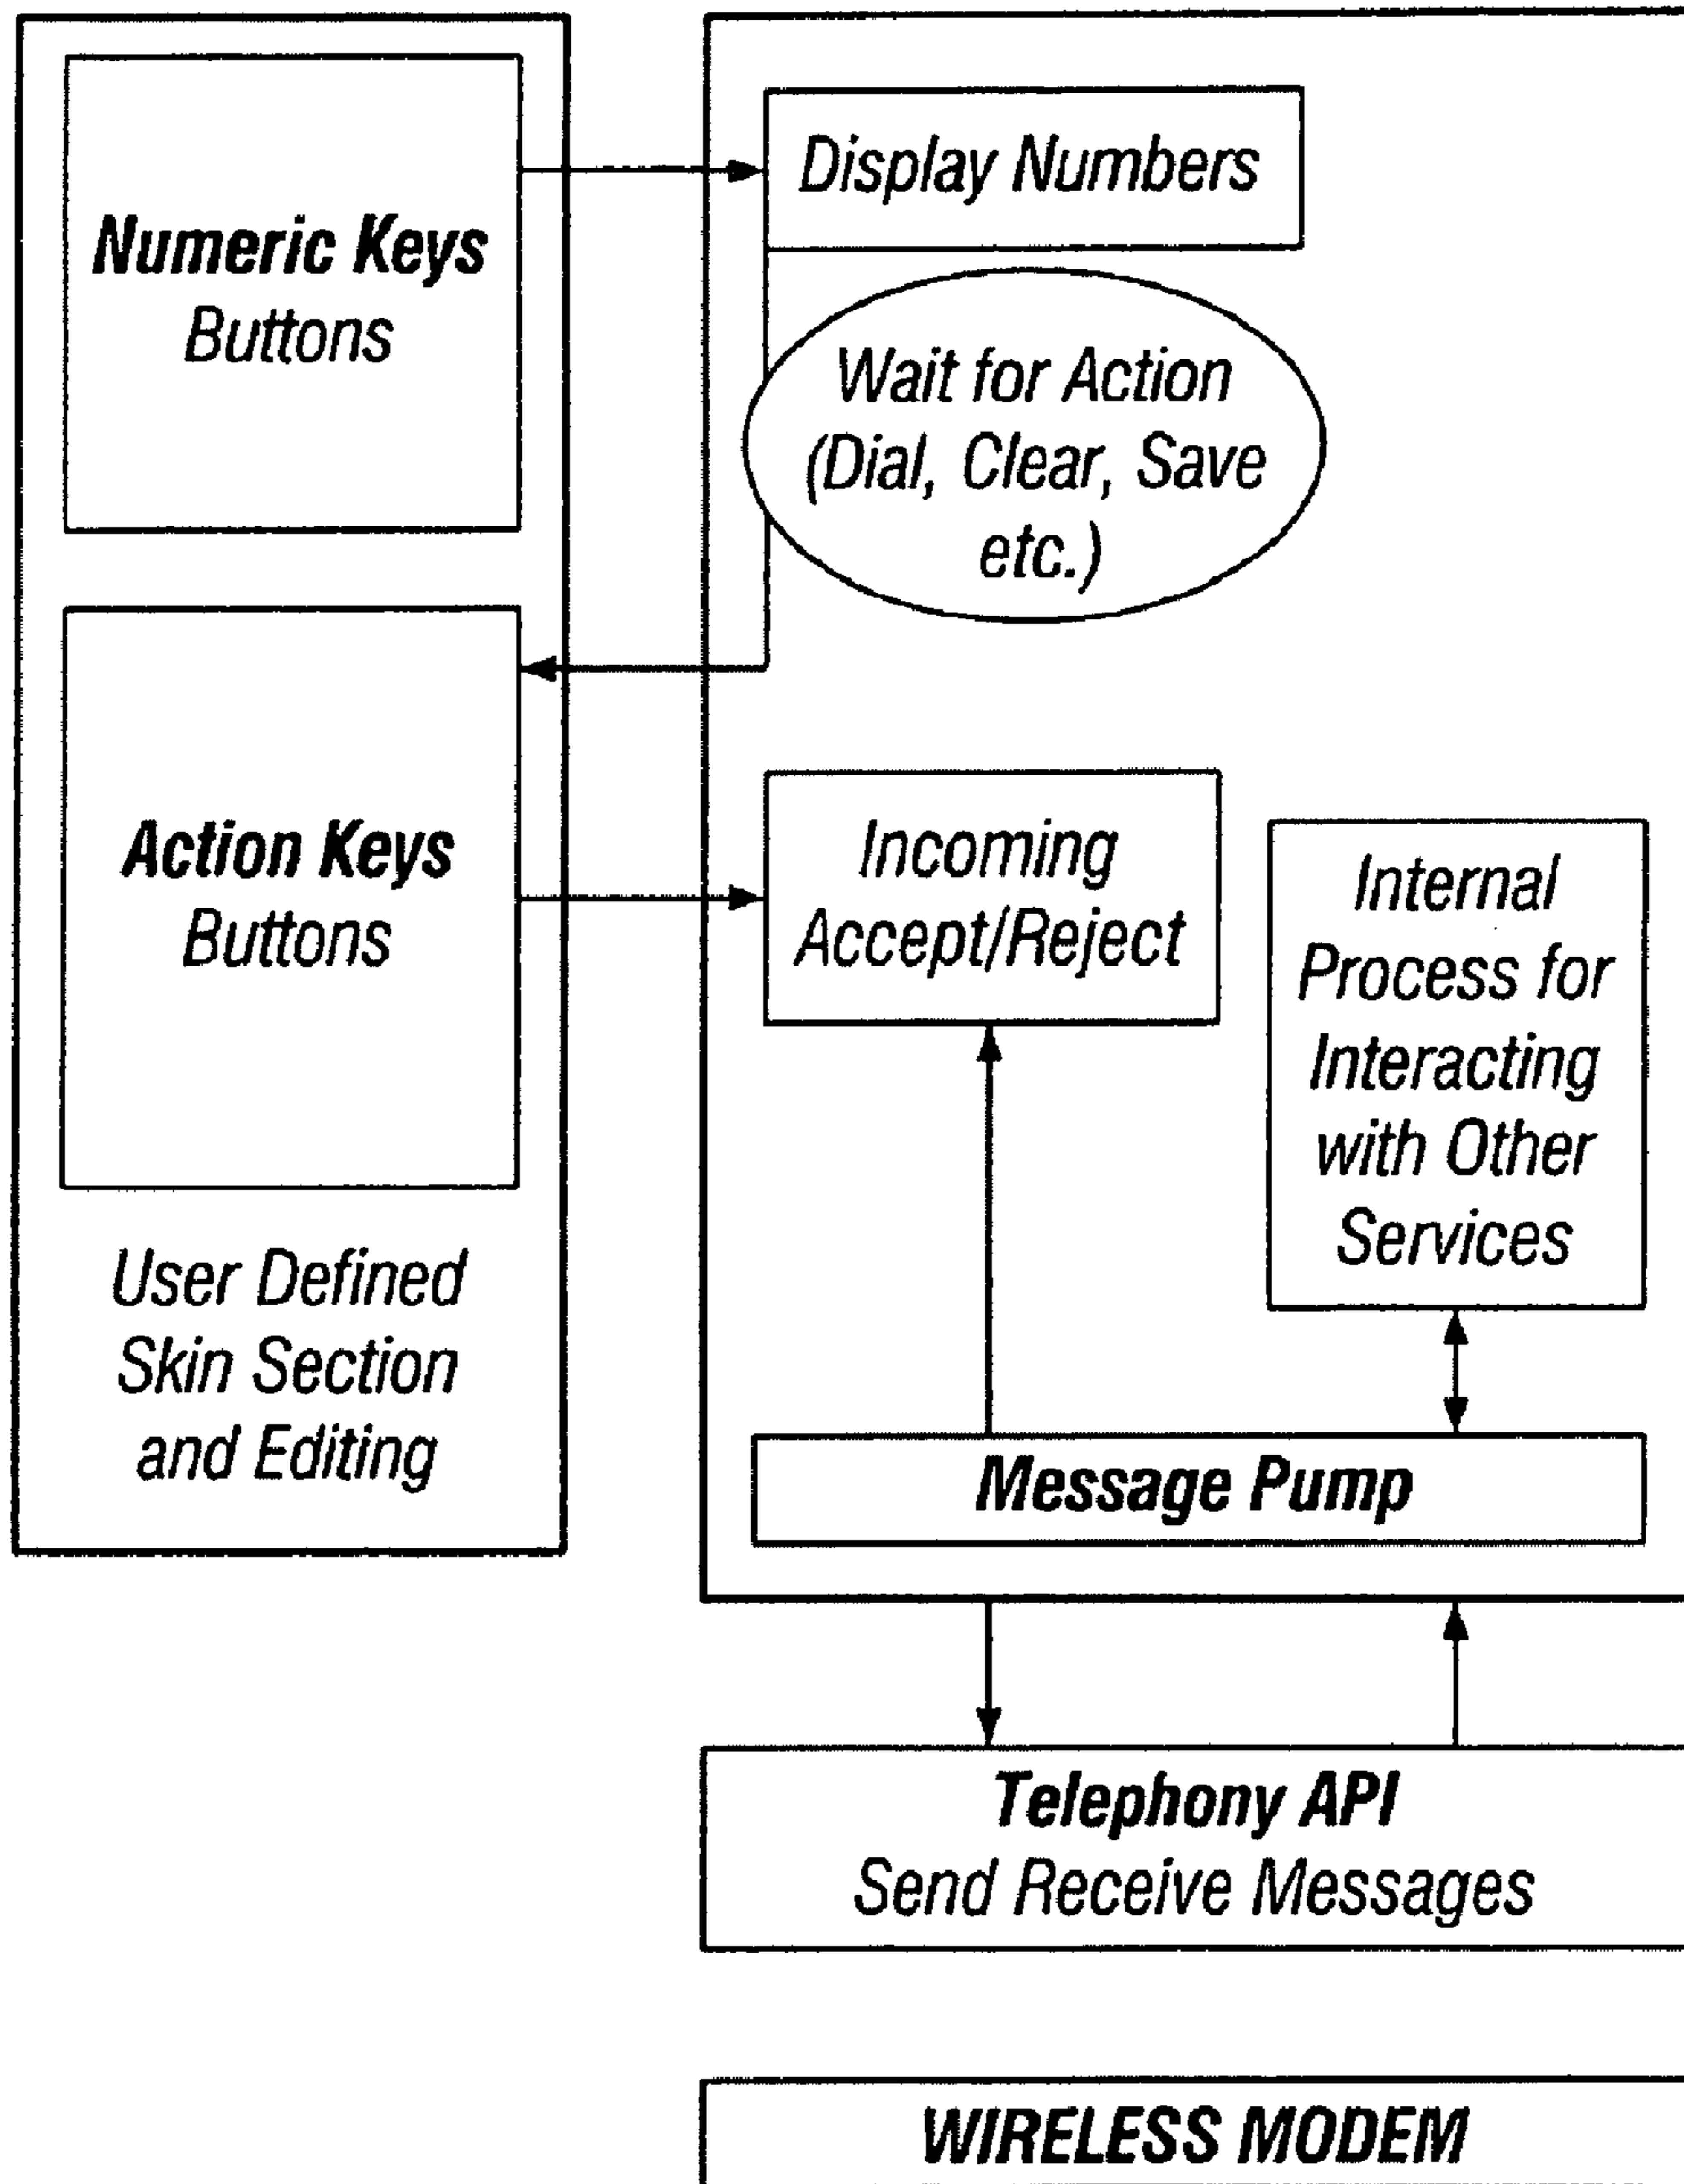 Numeric Keys
Buttons
Action Keys
Buttons
User Defined
Skin Section
and Editing
Display Numbers
Wait for Action
(Dial, Clear, Save
etc.)
Incoming
Accept/Reject
Internal
Process for
Interacting
with Other
Services
Message Pump
Telephony API
Send Receive Messages
WIRELESS MODEM